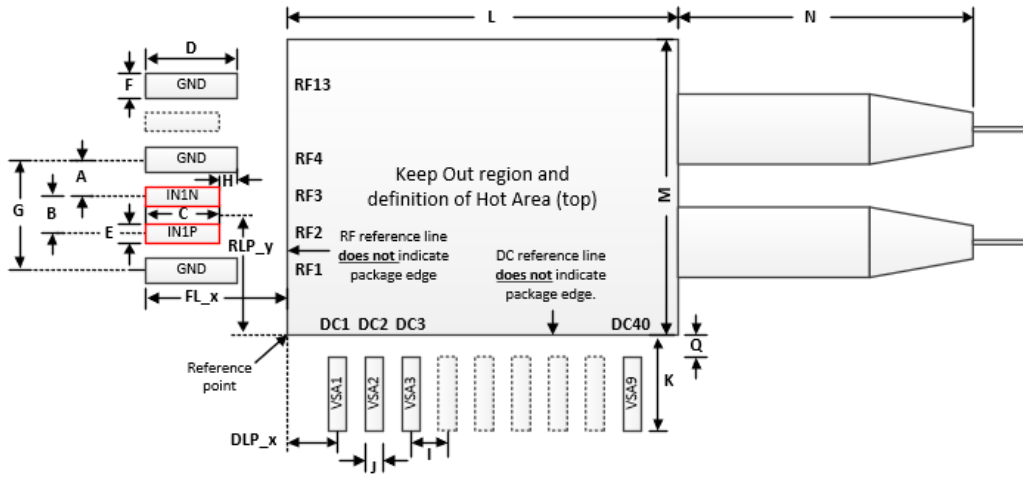 L
N
D
F
GND
RF13
GND
RF4
A
H
Keep Out region and
definition of Hot Area (top)
M
IN1N
RF3
G
B
C
E
IN1P
RF2
RLP_y
RF reference line
does not indicate
package edge
DC reference line
does not indicate
package edge.
GND
RF1
FL_x
DC1
DC2
DC3
DC40
Q
Reference
point
VSA1
VSA2
VSA3
VSA9
K
DLP_x
J
I